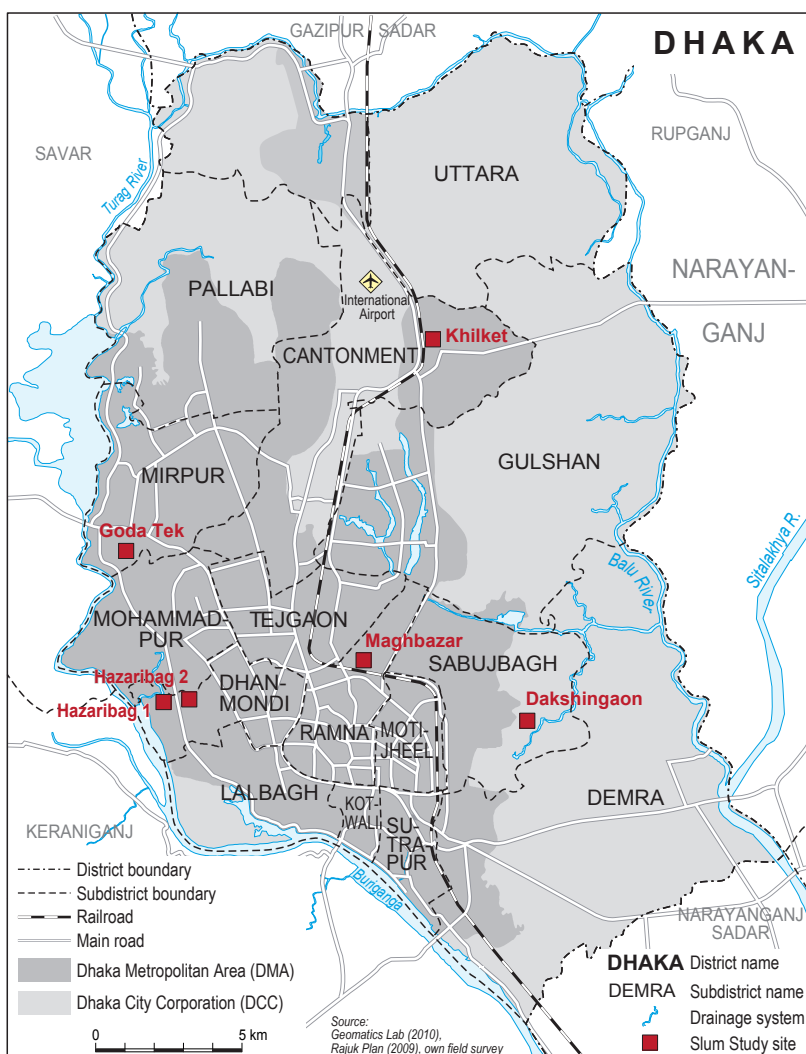 GAZIPUR SADAR
DHAKA
SAVAR
RUPGANJ
Turag River
UTTARA
NARAYAN-
GANJ
PALLABI
International
Airport
Khilket
CANTONMENT
MIRPUR
GULSHAN
Goda Tek
Sitalakhya R.
Balu River
MOHAMMAD-
PUR
TEJGAON
Maghbazar
SABUJBAGH
Hazaribag 2
DHAN-
MONDI
Hazaribag 1
Dakshingaon
RAMNA
MOTI-
JHEEL
LALBAGH
DEMRA
KOT-
WALI
KERANIGANJ
SU-
TRA-
PUR
Buriganga
NARAYANGANJ
SADAR
District boundary
Subdistrict boundary
Railroad
Main road
Dhaka Metropolitan Area (DMA)
Dhaka City Corporation (DCC)
0 5 km
Source:
Geomatics Lab (2010),
Rajuk Plan (2009), own field survey
DHAKA District name
DEMRA Subdistrict name
Drainage system
Slum Study site